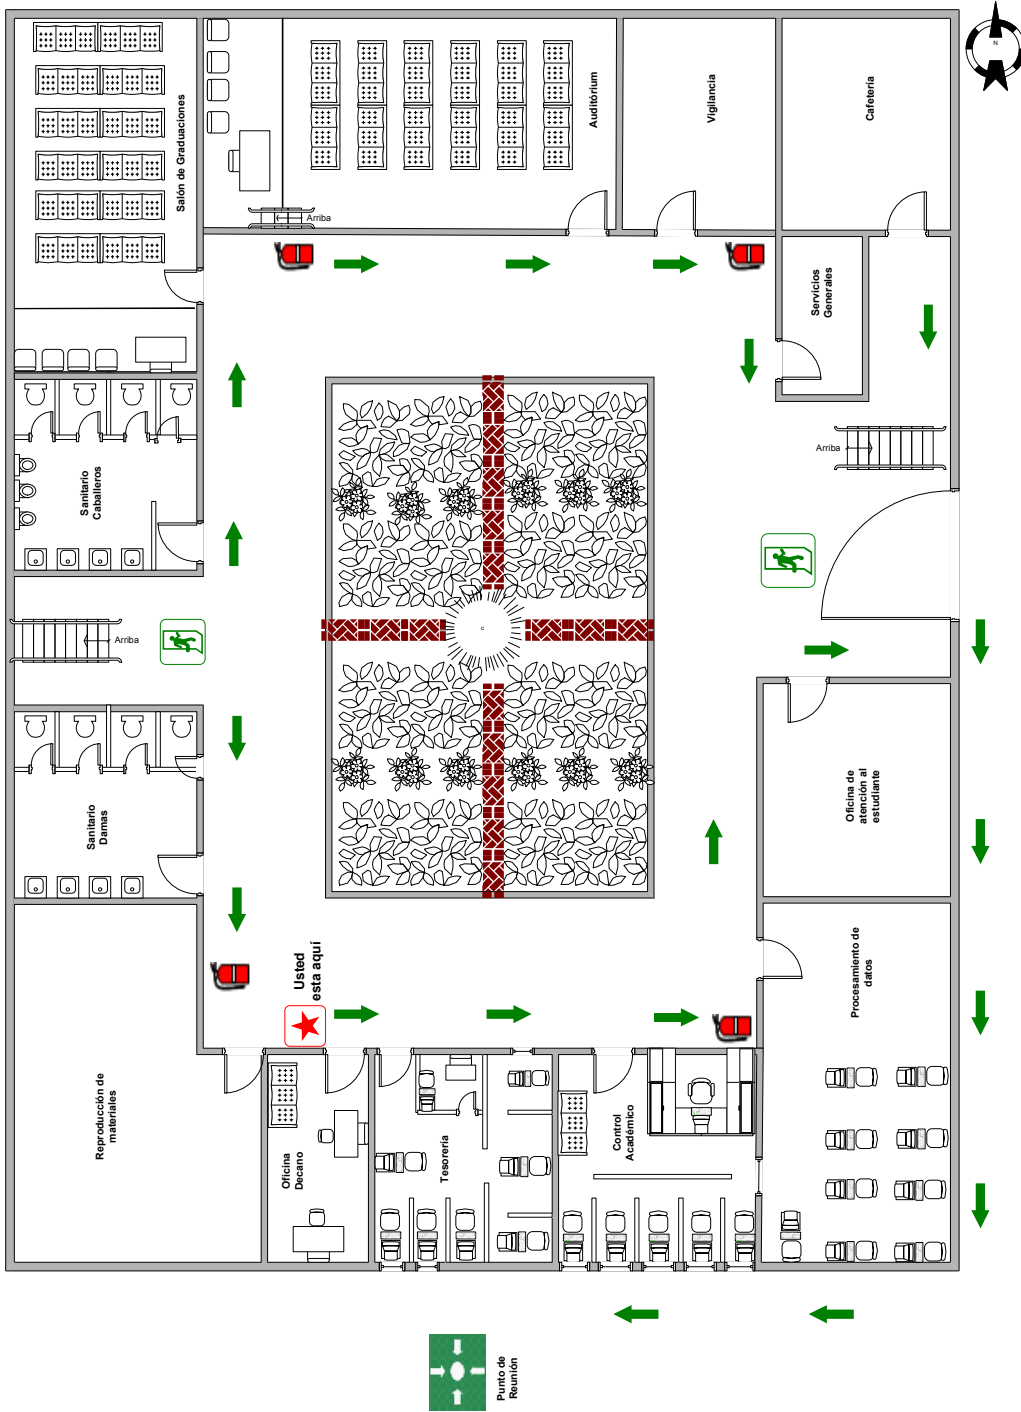 Salón de Graduaciones
Auditórium
Vigilancia
Cafetería
N
Arriba
Servicios
Generales
Sanitario
Caballeros
Arriba
Arriba
C
Sanitario
Damas
Oficina de
atención al
estudiante
Usted
esta aquí
Procesamiento de
datos
Reproducción de
materiales
Oficina
Decano
Tesorería
Control
Académico
Punto de
Reunión